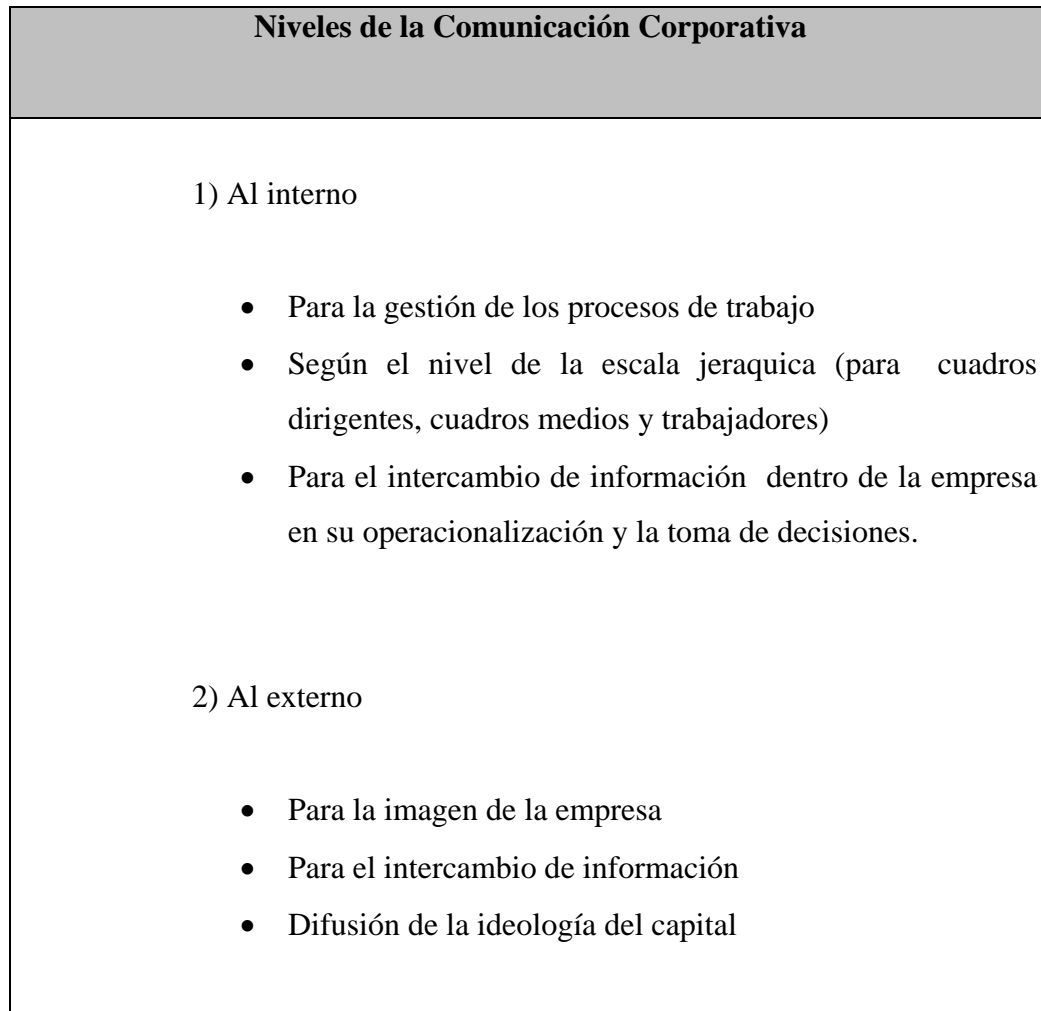 Niveles de la Comunicación Corporativa
1) Al interno
• Para la gestión de los procesos de trabajo
• Según el nivel de la escala jeraquica (para cuadros
dirigentes, cuadros medios y trabajadores)
• Para el intercambio de información dentro de la empresa
en su operacionalización y la toma de decisiones.
2) Al externo
• Para la imagen de la empresa
• Para el intercambio de información
• Difusión de la ideología del capital